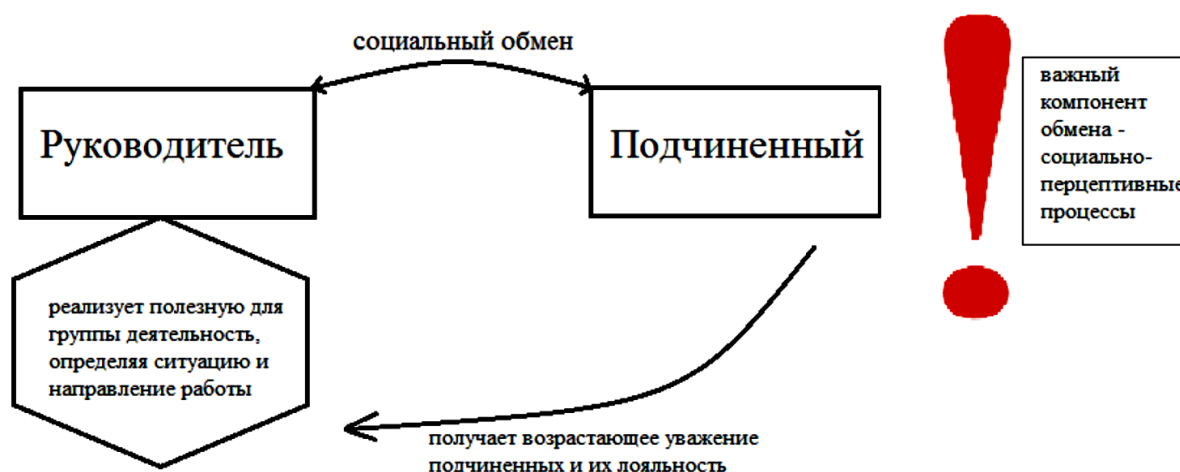 социальный обмен
Руководитель
Подчиненный
важный
компонент
обмена -
социально-
перцептивные
процессы
реализует полезную для
группы деятельность,
определяя ситуацию и
направление работы
получает возрастающее уважение
подчиненных и их лояльность